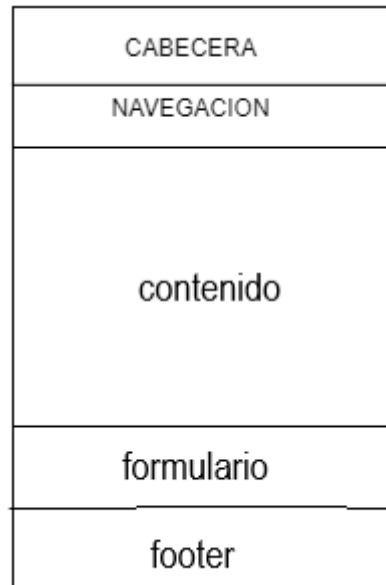 CABECERA
NAVEGACION
contenido
formulario
footer